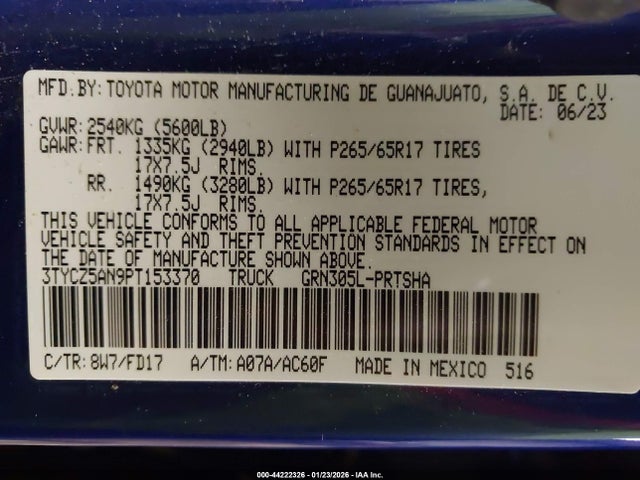 MFD.BY: TOYOTA MOTOR MANUFACTURING DE GUANAJUATO, S.A. DE C.V.
DATE: 06/23
GVWR: 2540KG (5600LB)
GAWR: FRT. 1335KG (2940LB) WITH P265/65R17 TIRES
17X7.5J RIMS.
RR. 1490KG (3280LB) WITH P265/65R17 TIRES,
17X7.5J RIMS.
THIS VEHICLE CONFORMS TO ALL APPLICABLE FEDERAL MOTOR
VEHICLE SAFETY AND THEFT PREVENTION STANDARDS IN EFFECT ON
THE DATE OF MANUFACTURE SHOWN ABOVE.
3TYCZ5AN9PT153370 TRUCK GRN305L-PRTSHA
C/TR: 8W7/FD17 A/TM: A07A/AC60F MADE IN MEXICO 516
000-44222326 - 01/23/2026 - IAA Inc.